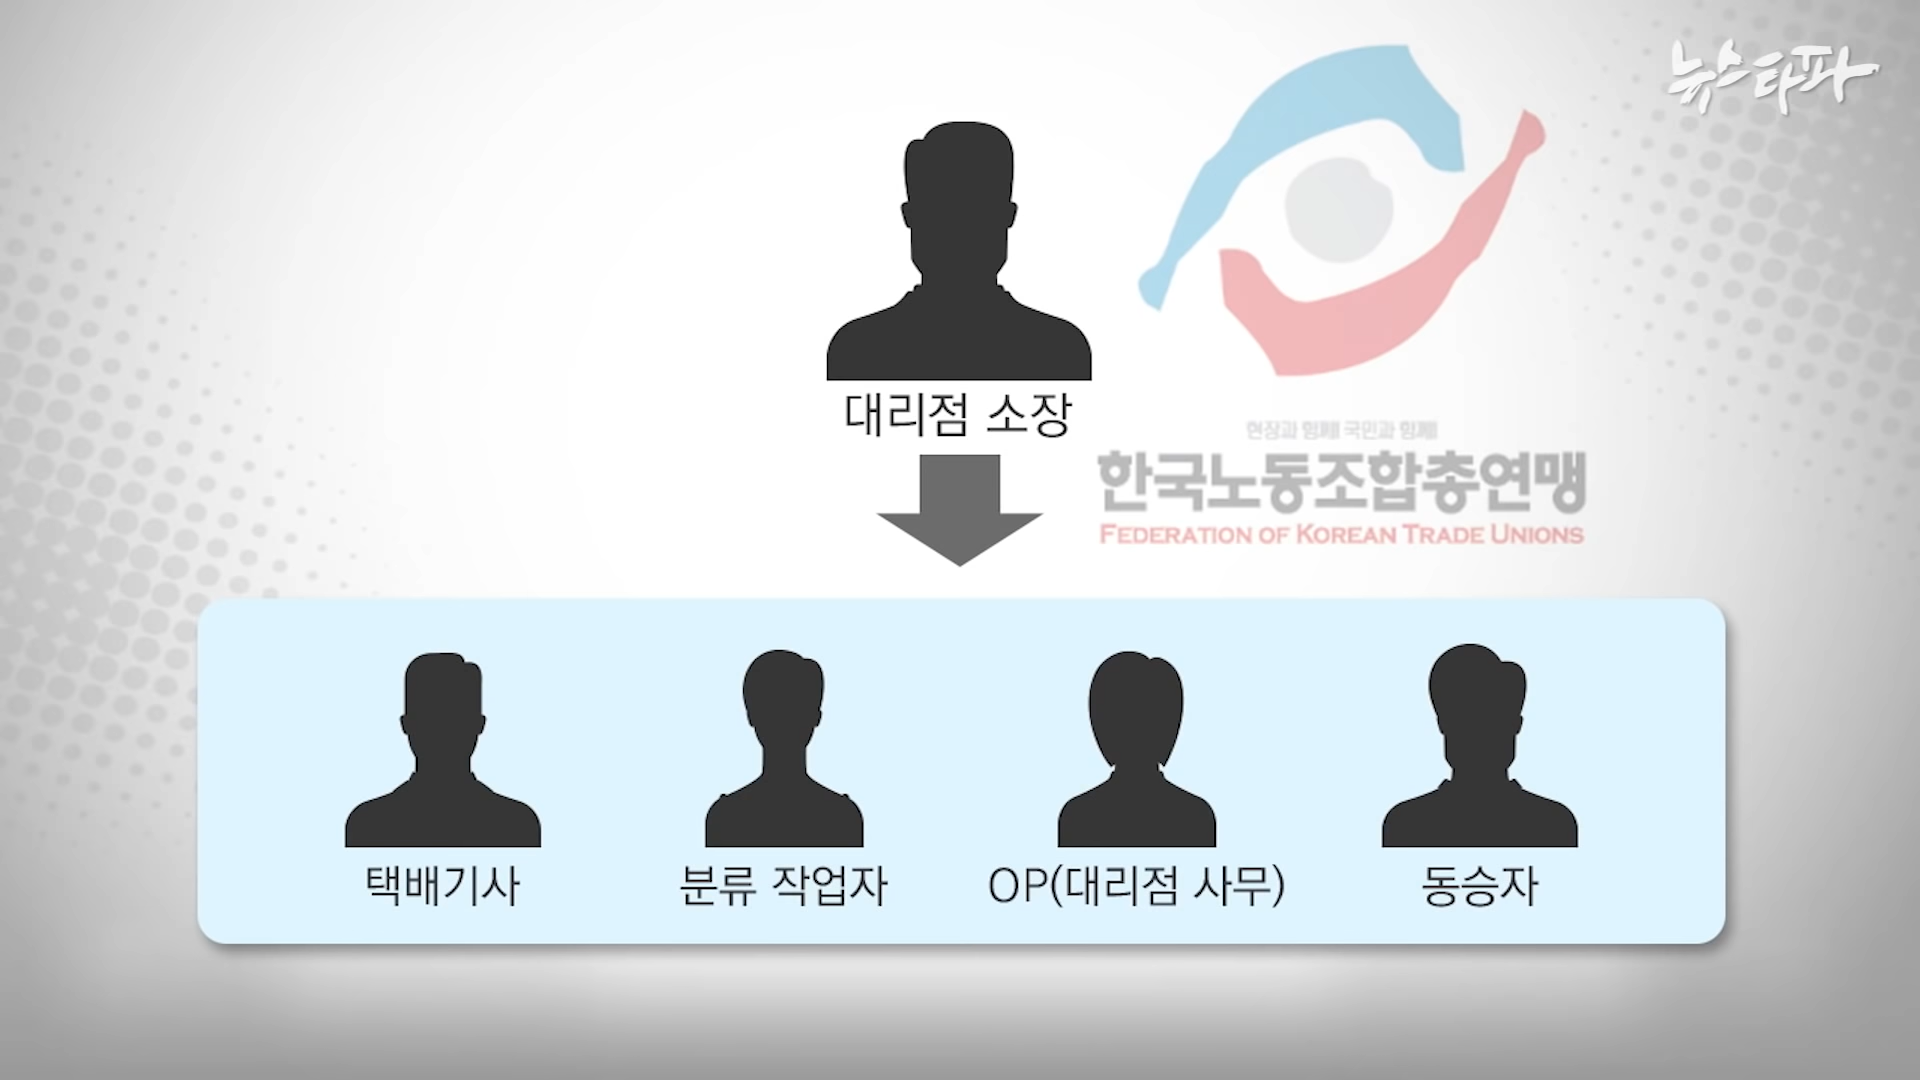 뉴스타파
대리점 소장
현장과 함께! 국민과 함께!
한국노동조합총연맹
FEDERATION OF KOREAN TRADE UNIONS
택배기사
분류 작업자
OP(대리점 사무)
동승자